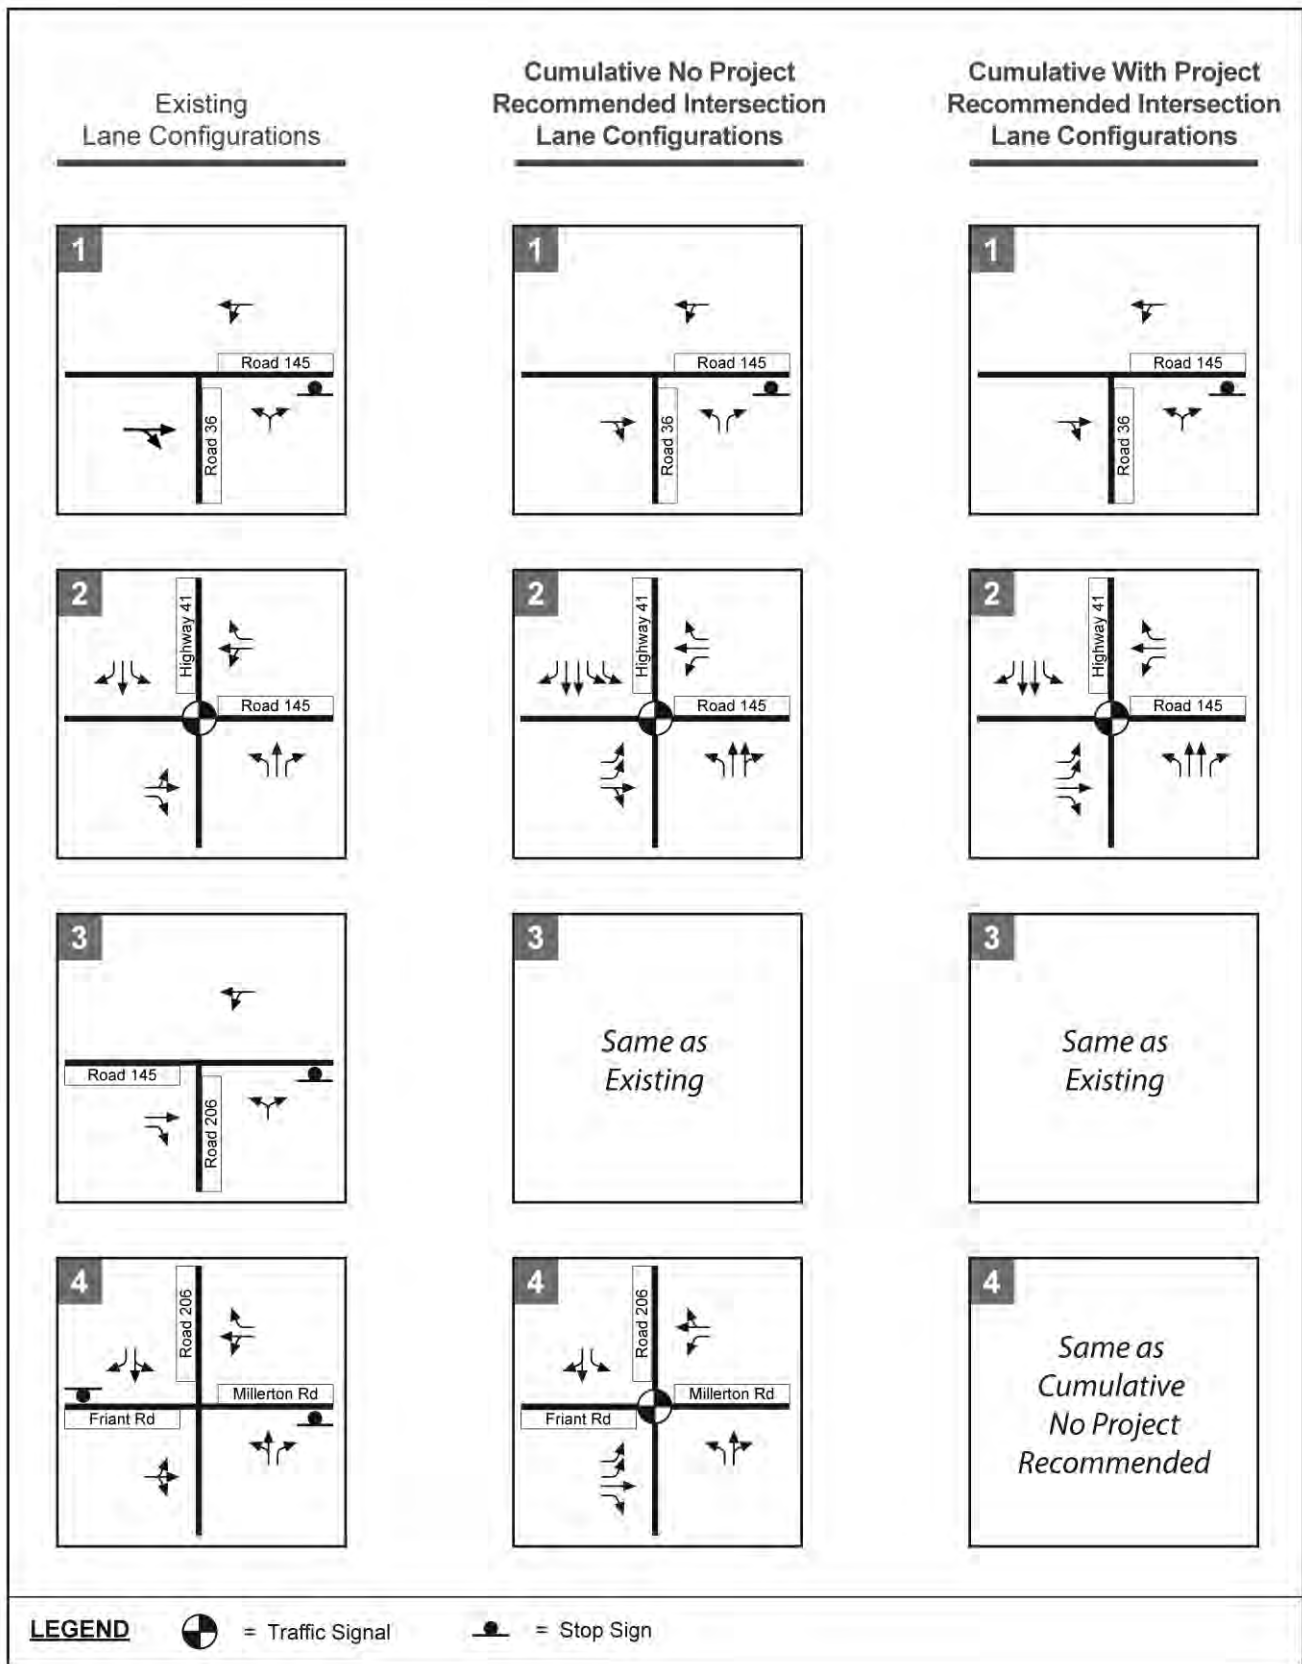 Existing
Lane Configurations
Cumulative No Project
Recommended Intersection
Lane Configurations
Cumulative With Project
Recommended Intersection
Lane Configurations
1
Road 145
Road 36
1
Road 145
Road 36
1
Road 145
Road 36
2
Highway 41
Road 145
2
Highway 41
Road 145
2
Highway 41
Road 145
3
Road 145
Road 206
3
Same as
Existing
3
Same as
Existing
4
Road 206
Millerton Rd
Friant Rd
4
Road 206
Millerton Rd
Friant Rd
4
Same as
Cumulative
No Project
Recommended
LEGEND
= Traffic Signal
= Stop Sign